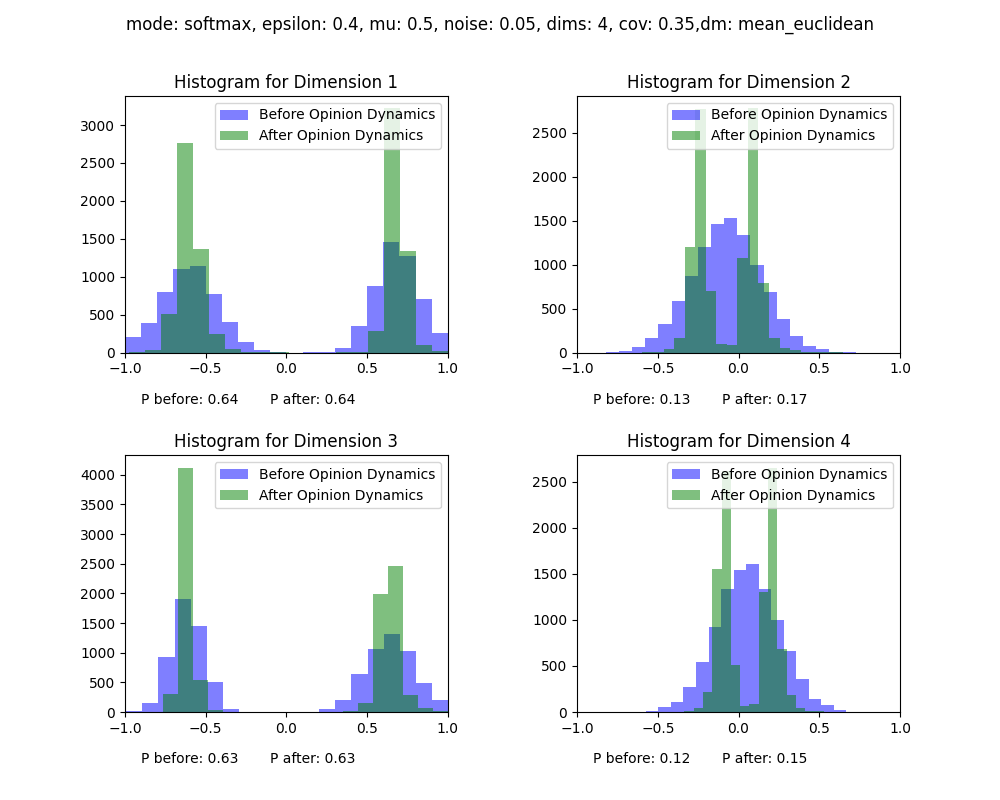 mode: softmax, epsilon: 0.4, mu: 0.5, noise: 0.05, dims: 4, cov: 0.35,dm: mean_euclidean
Histogram for Dimension 1
Before Opinion Dynamics
After Opinion Dynamics
3000
2500
2000
1500
1000
500
0
−1.0 −0.5 0.0 0.5 1.0
P before: 0.64 P after: 0.64
Histogram for Dimension 2
Before Opinion Dynamics
After Opinion Dynamics
2500
2000
1500
1000
500
0
−1.0 −0.5 0.0 0.5 1.0
P before: 0.13 P after: 0.17
Histogram for Dimension 3
Before Opinion Dynamics
After Opinion Dynamics
4000
3500
3000
2500
2000
1500
1000
500
0
−1.0 −0.5 0.0 0.5 1.0
P before: 0.63 P after: 0.63
Histogram for Dimension 4
Before Opinion Dynamics
After Opinion Dynamics
2500
2000
1500
1000
500
0
−1.0 −0.5 0.0 0.5 1.0
P before: 0.12 P after: 0.15